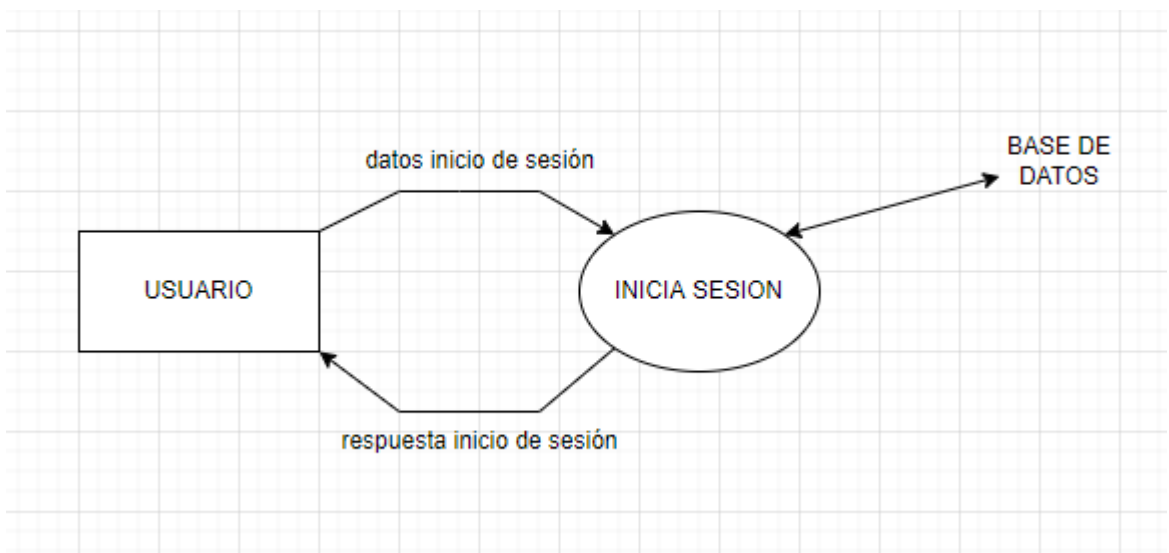 datos inicio de sesión
BASE DE
DATOS
USUARIO
INICIA SESION
respuesta inicio de sesión